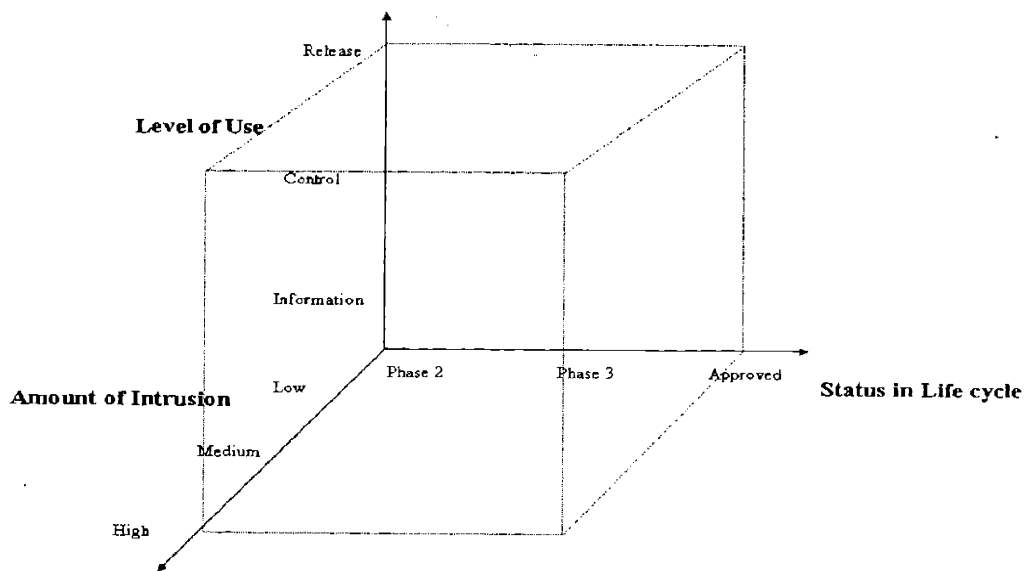 Release
Level of Use
Control
Information
Phase 2 Phase 3 Approved
Low
Status in Life cycle
Amount of Intrusion
Medium
High